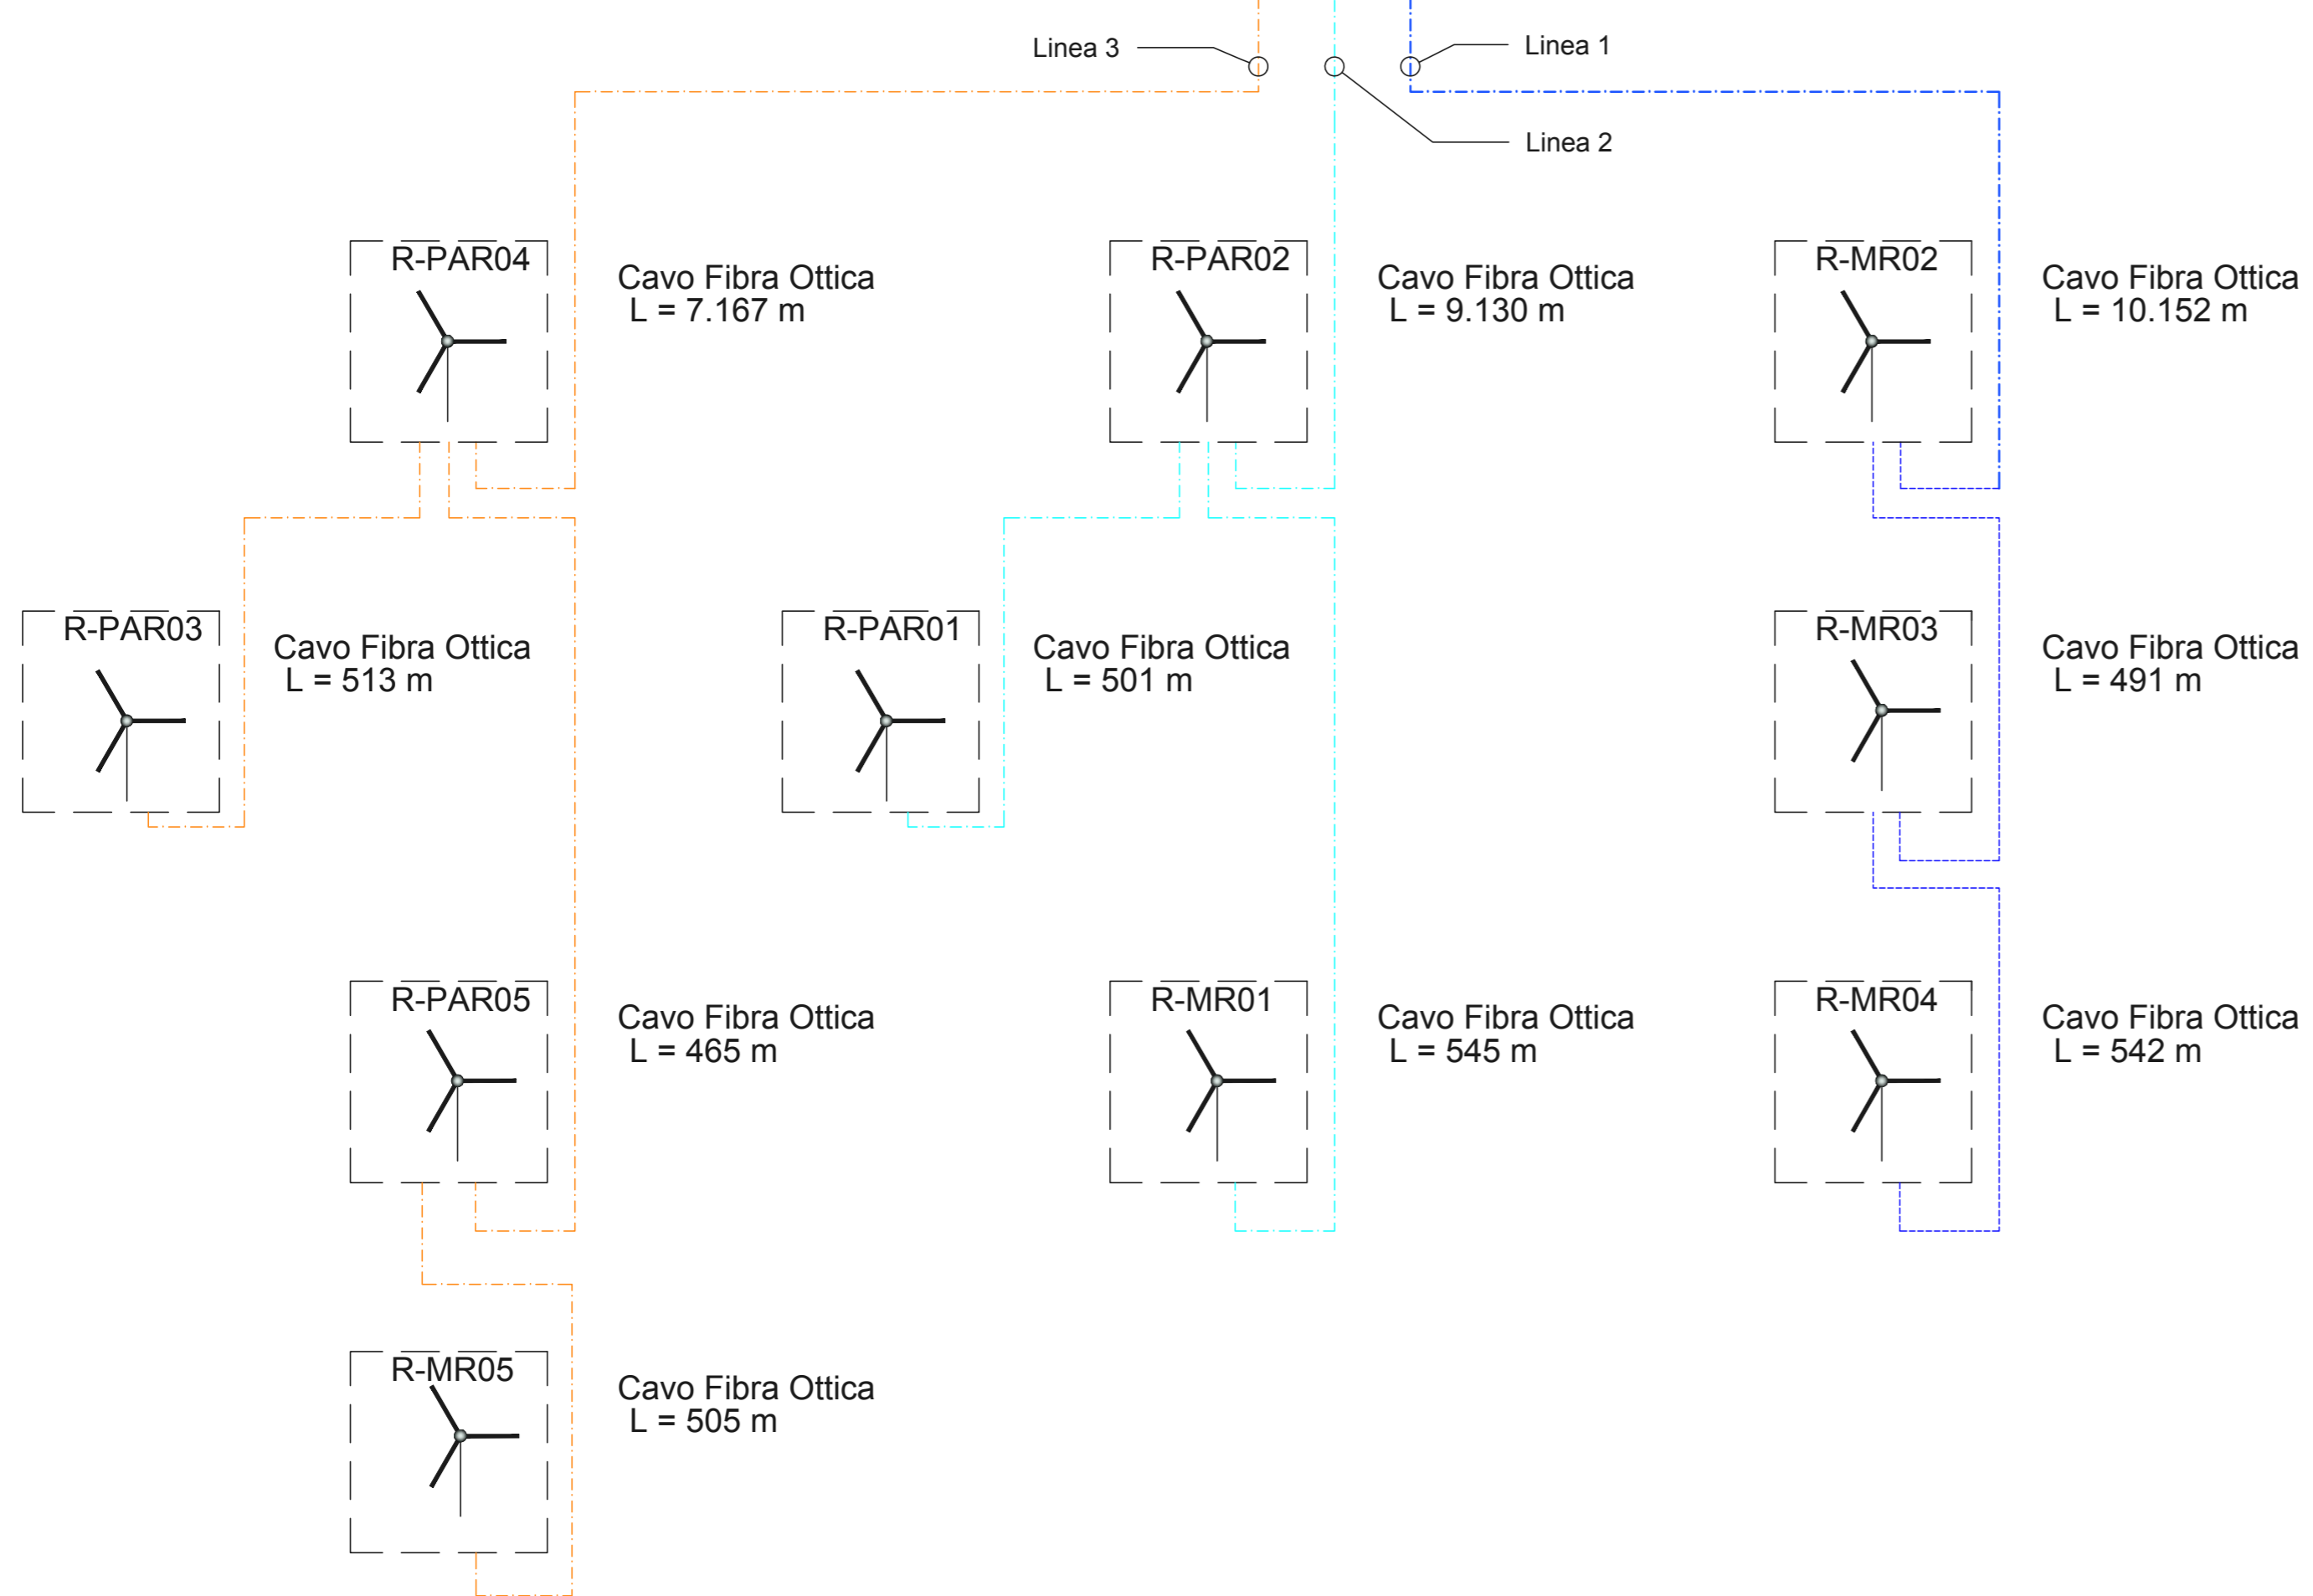 Linea 3
Linea 1
Linea 2
R-PAR04
Cavo Fibra Ottica
L = 7.167 m
R-PAR02
Cavo Fibra Ottica
L = 9.130 m
R-MR02
Cavo Fibra Ottica
L = 10.152 m
R-PAR03
Cavo Fibra Ottica
L = 513 m
R-PAR01
Cavo Fibra Ottica
L = 501 m
R-MR03
Cavo Fibra Ottica
L = 491 m
R-PAR05
Cavo Fibra Ottica
L = 465 m
R-MR01
Cavo Fibra Ottica
L = 545 m
R-MR04
Cavo Fibra Ottica
L = 542 m
R-MR05
Cavo Fibra Ottica
L = 505 m